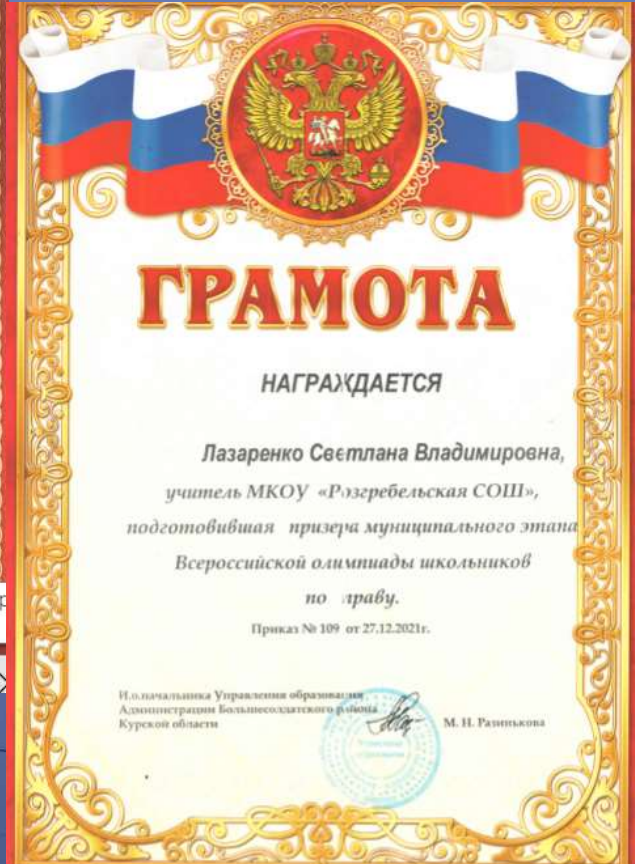 ГРАМОТА
НАГРАЖДАЕТСЯ
Лазаренко Светлана Владимировна,
учитель МКОУ «Розгребельская СОШ»,
подготовившая призера муниципального этапа
Всероссийской олимпиады школьников
по праву.
Приказ № 109 от 27.12.2021г.
И.о.начальника Управления образования
Администрации Большесолдатского района
Курской области
М. Н. Разинькова